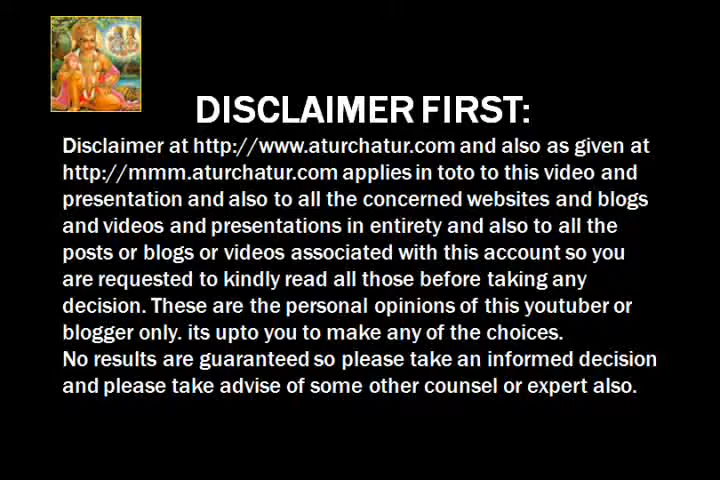 DISCLAIMER FIRST:
Disclaimer at http://www.aturchatur.com and also as given at
http://mmm.aturchatur.com applies in toto to this video and
presentation and also to all the concerned websites and blogs
and videos and presentations in entirety and also to all the
posts or blogs or videos associated with this account so you
are requested to kindly read all those before taking any
decision. These are the personal opinions of this youtuber or
blogger only. its upto you to make any of the choices.
No results are guaranteed so please take an informed decision
and please take advise of some other counsel or expert also.